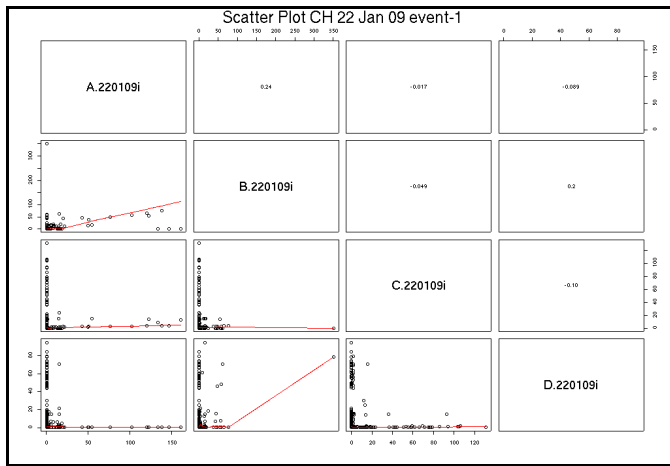 Scatter Plot CH 22 Jan 09 event-1
0 50 150 250 350
0 20 40 60 80
A.220109i
0.24
-0.017
-0.089
0 50 100 150
0 50 100 200 300
B.220109i
-0.049
0.2
C.220109i
-0.10
0 20 40 60 80 100
0 20 40 60 80
D.220109i
0 50 100 150
0 20 40 60 80 100 120